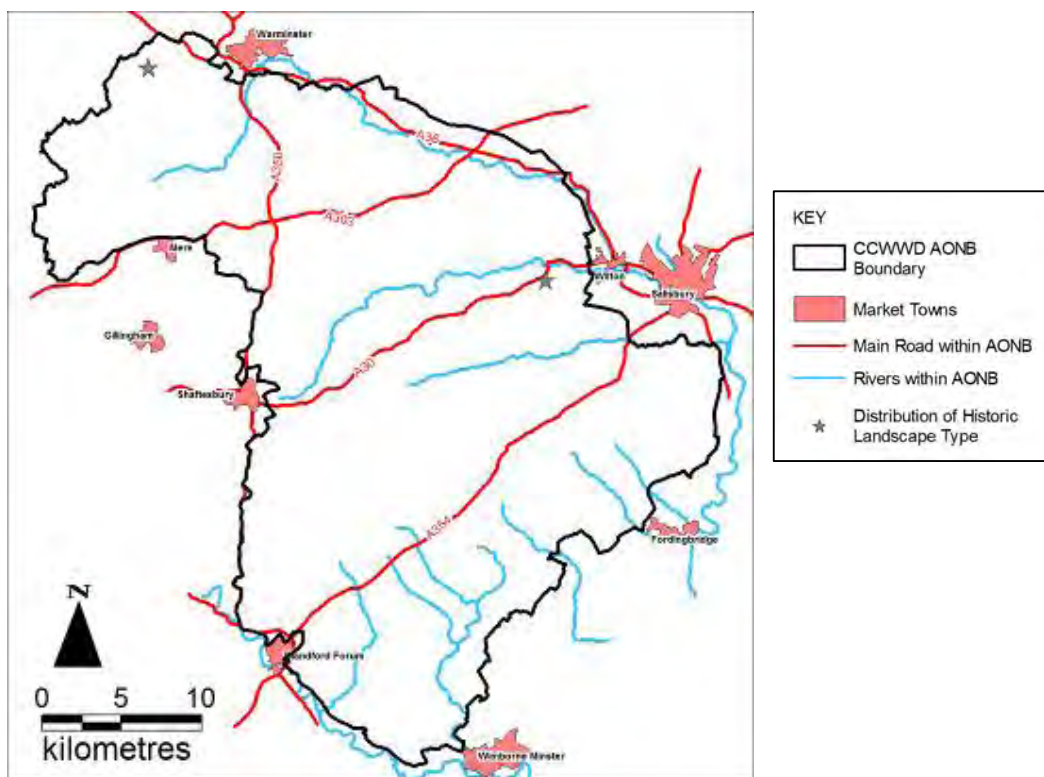 Warminster
A36
A350
A303
Mere
Wilton
Salisbury
Gillingham
A30
Shaftesbury
A354
Fordingbridge
N
Blandford Forum
0 5 10
kilometres
Wimborne Minster
KEY
CCWWD AONB
Boundary
Market Towns
Main Road within AONB
Rivers within AONB
Distribution of Historic
Landscape Type